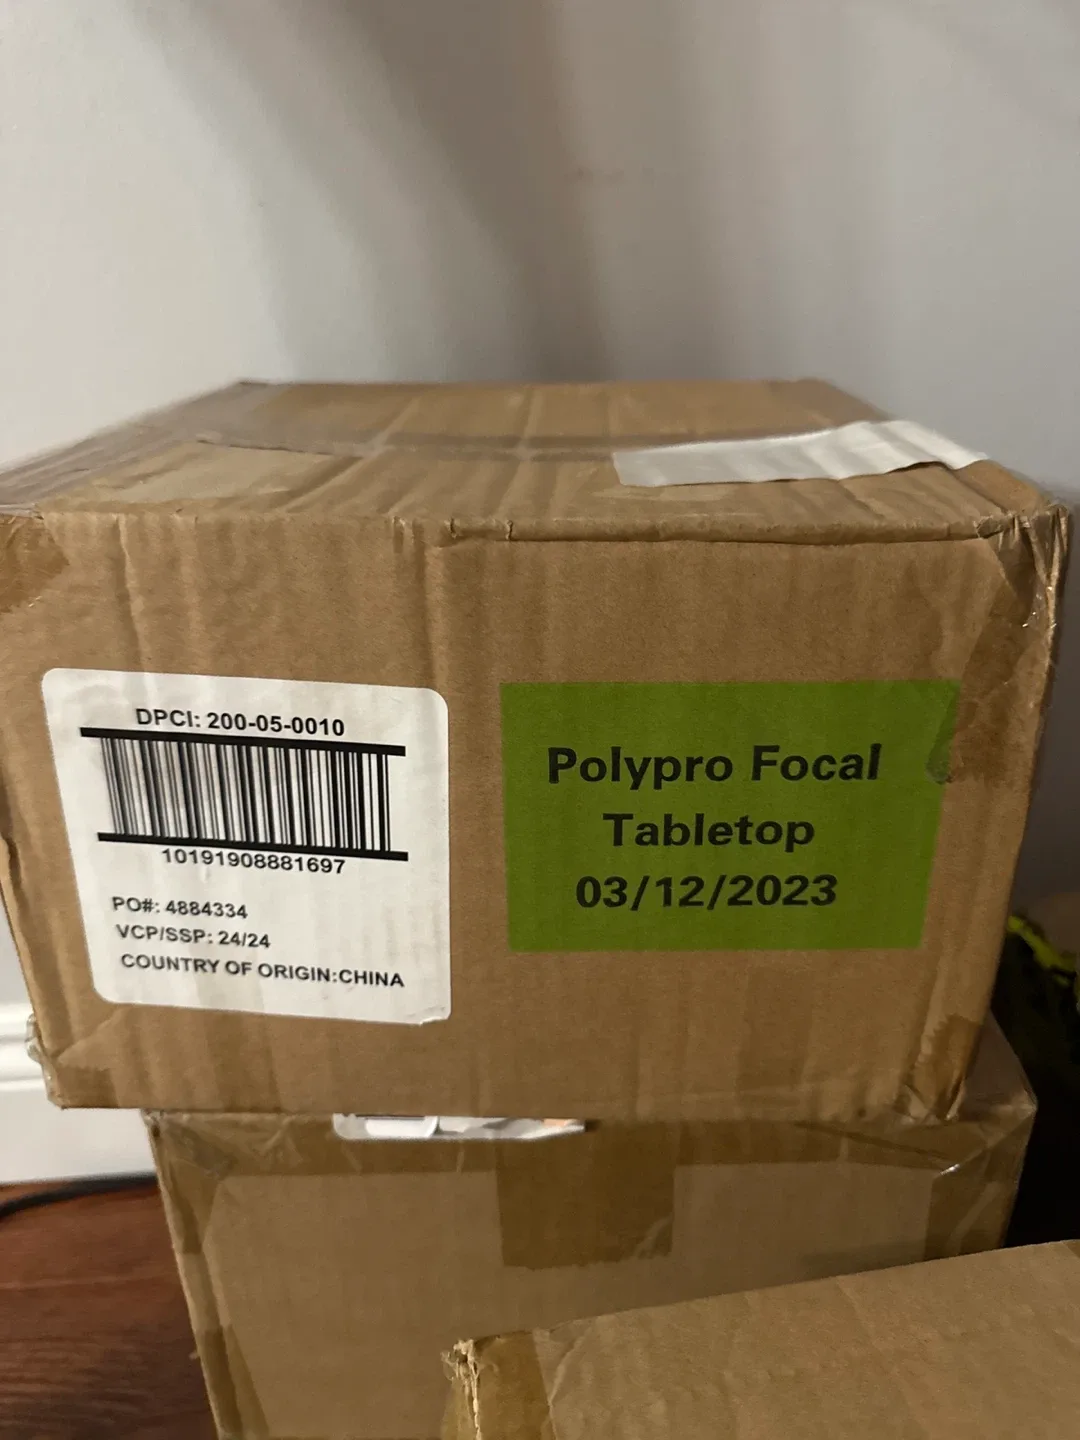 DPCI: 200-05-0010
10191908881697
PO#: 4884334
VCP/SSP: 24/24
COUNTRY OF ORIGIN:CHINA
Polypro Focal
Tabletop
03/12/2023